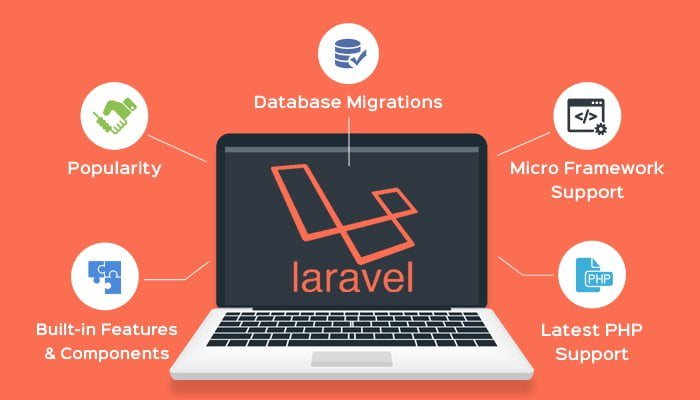 Database Migrations
Popularity
Micro Framework
Support
</>
laravel
Built-in Features
& Components
PHP
Latest PHP
Support